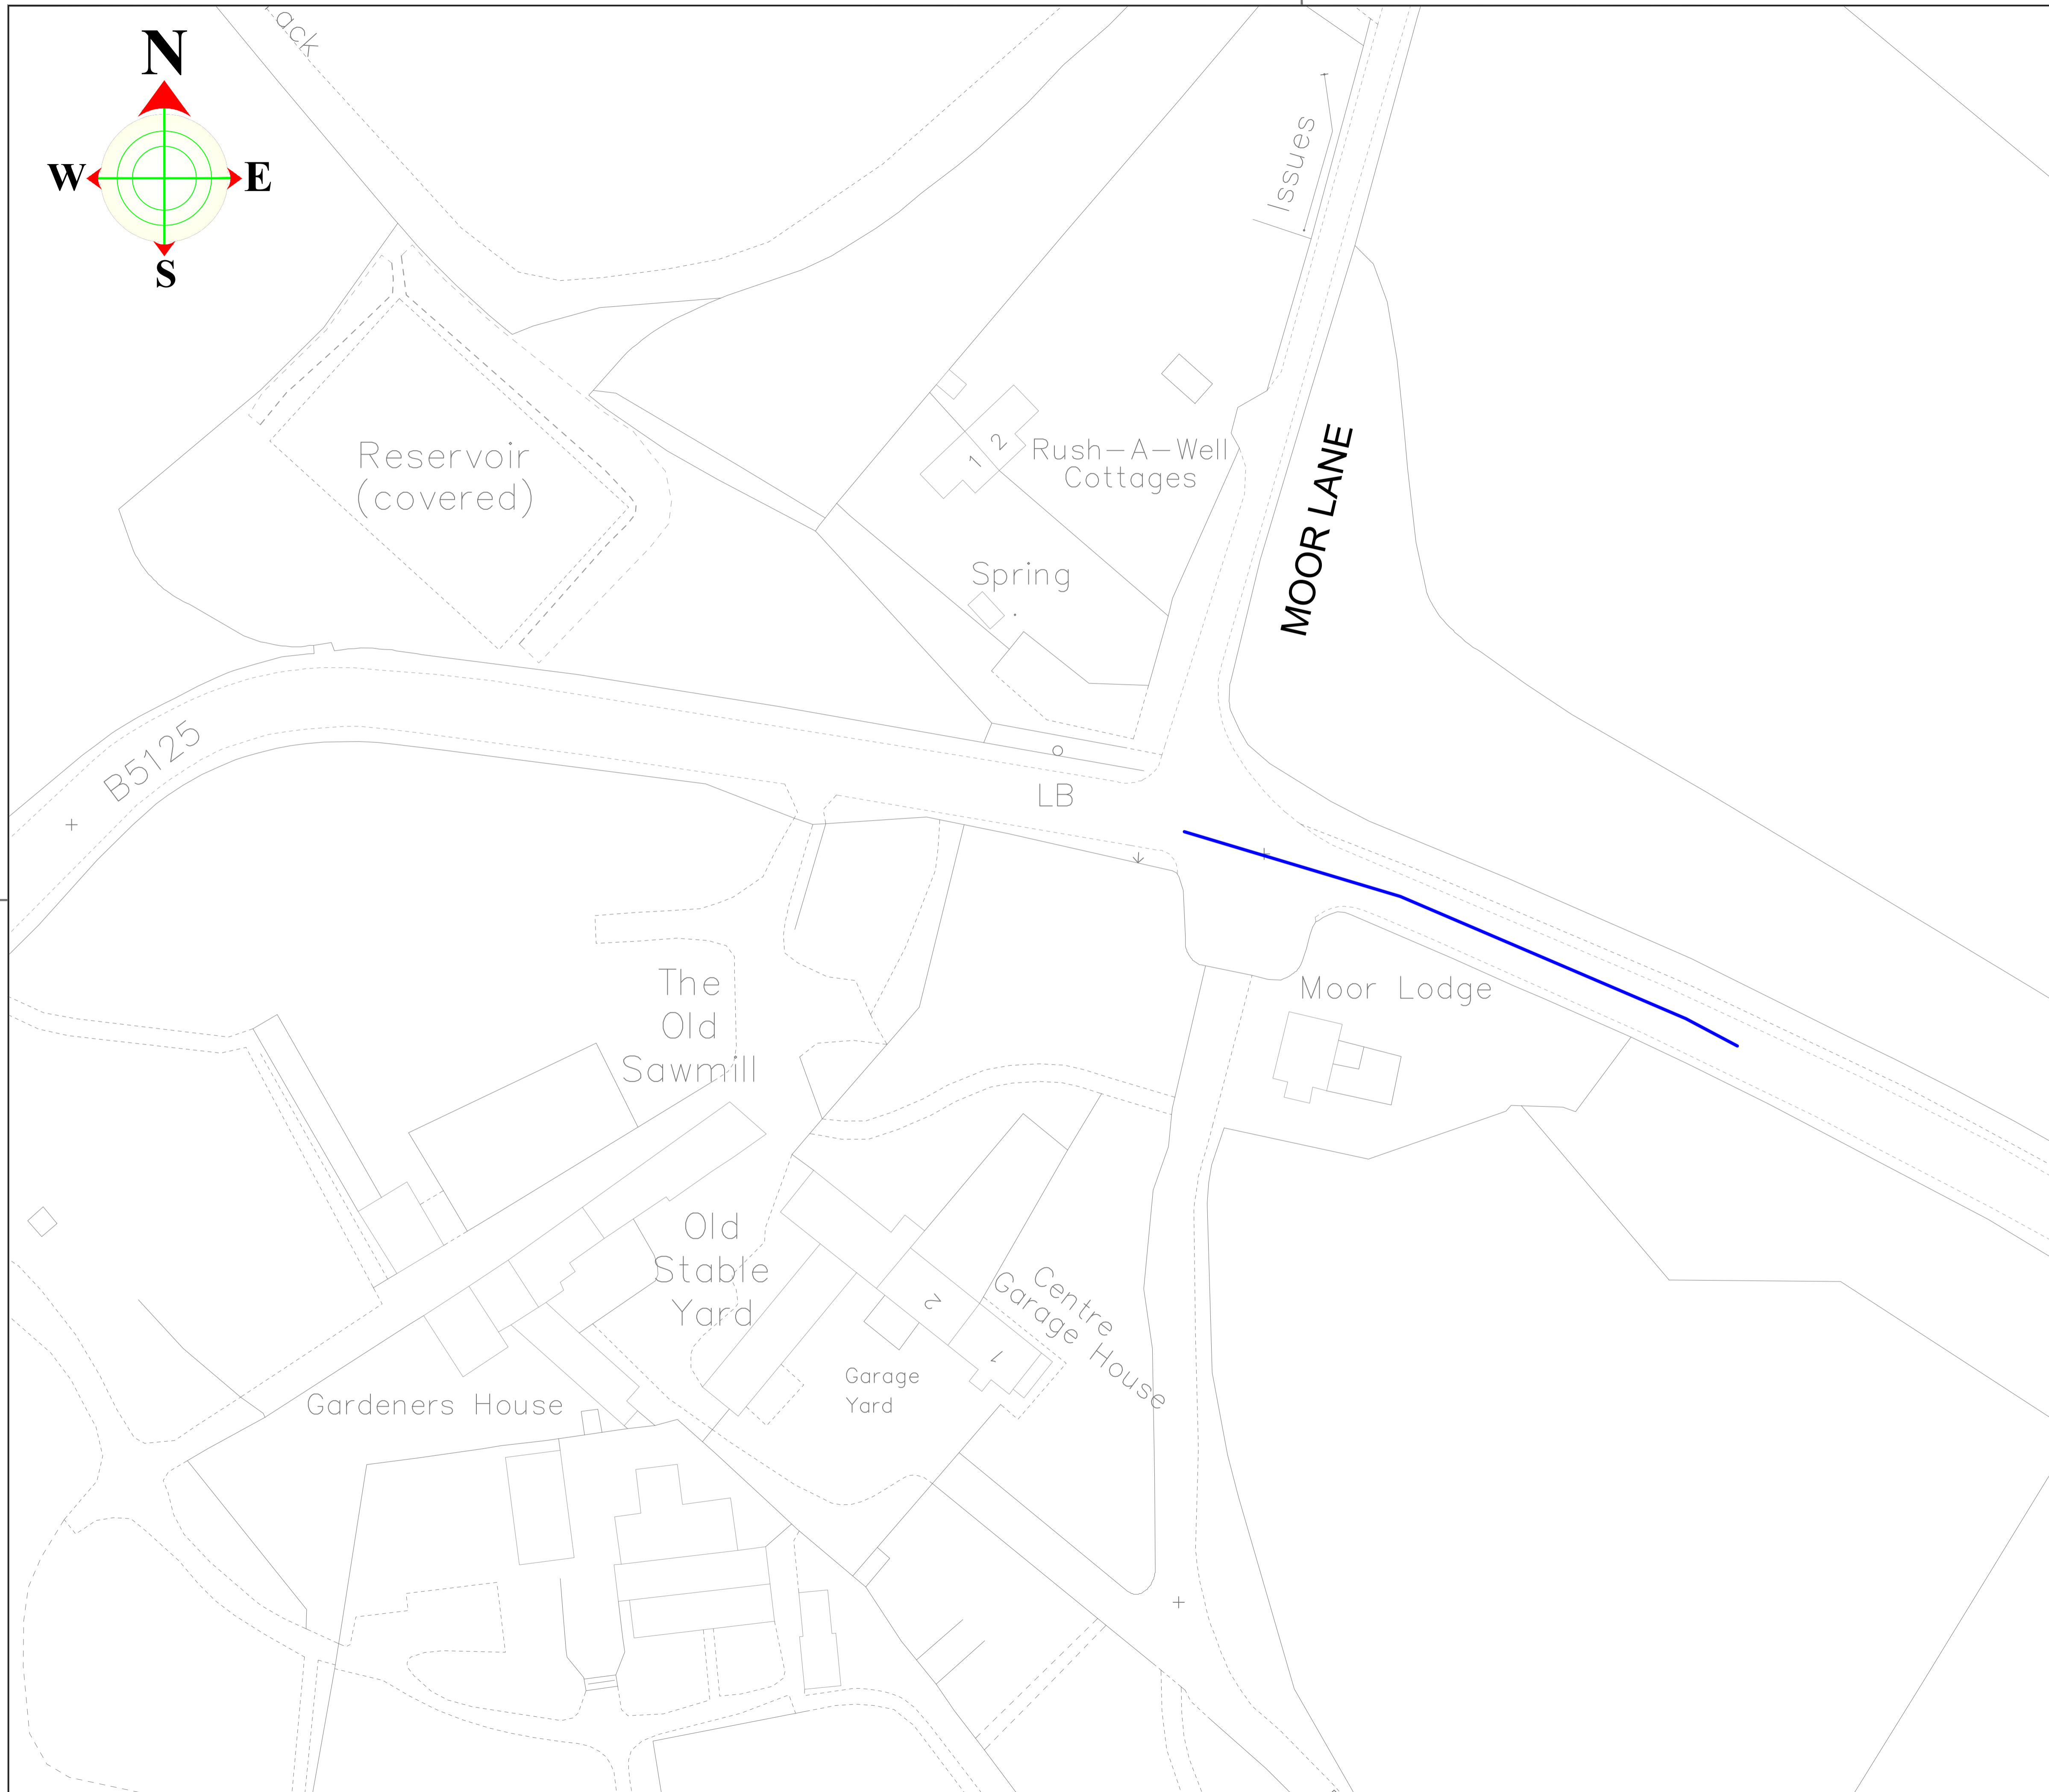 N
W
E
S
Issues
Reservoir
(covered)
1
2
Rush-A-Well
Cottages
MOOR LANE
Spring
B5125
LB
The
Old
Sawmill
Moor Lodge
Old
Stable
Yard
2
1
Centre
Garage House
Garage
Yard
Gardeners House